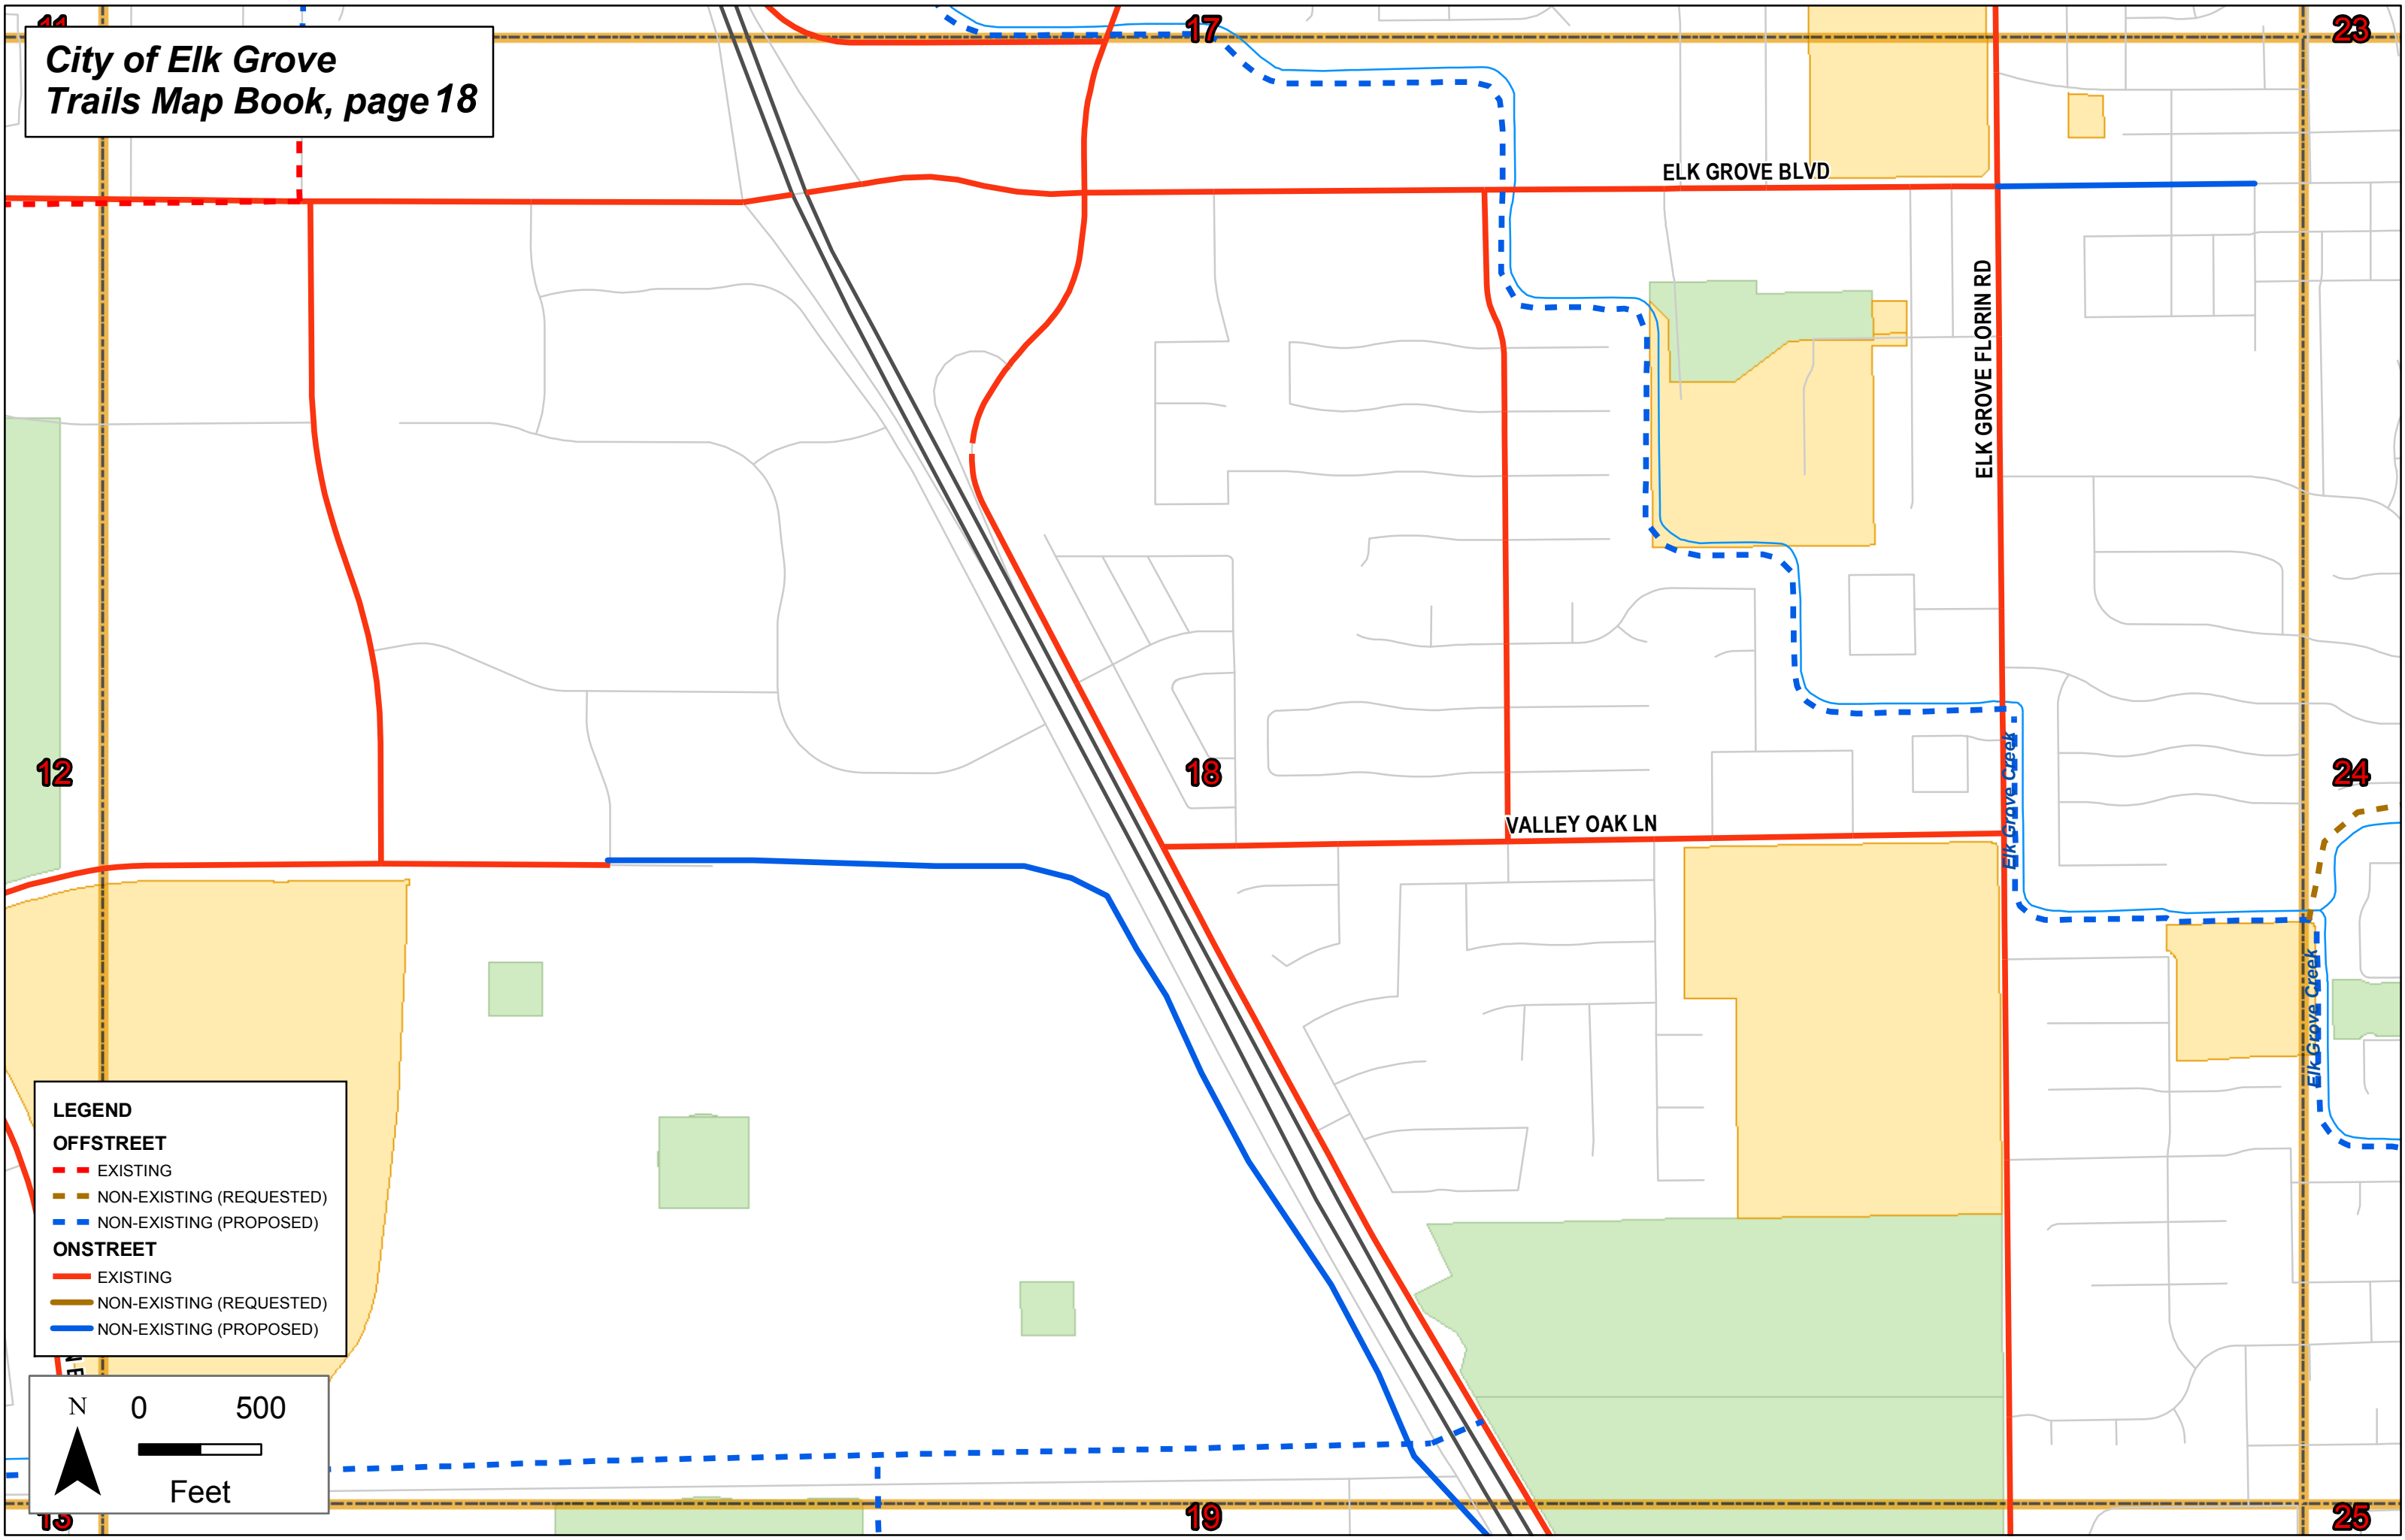 11
17
23
City of Elk Grove
Trails Map Book, page 18
ELK GROVE BLVD
ELK GROVE FLORIN RD
12
18
24
VALLEY OAK LN
Elk Grove Creek
Elk Grove Creek
LEGEND
OFFSTREET
EXISTING
NON-EXISTING (REQUESTED)
NON-EXISTING (PROPOSED)
ONSTREET
EXISTING
NON-EXISTING (REQUESTED)
NON-EXISTING (PROPOSED)
N 0 500
Feet
13
19
25